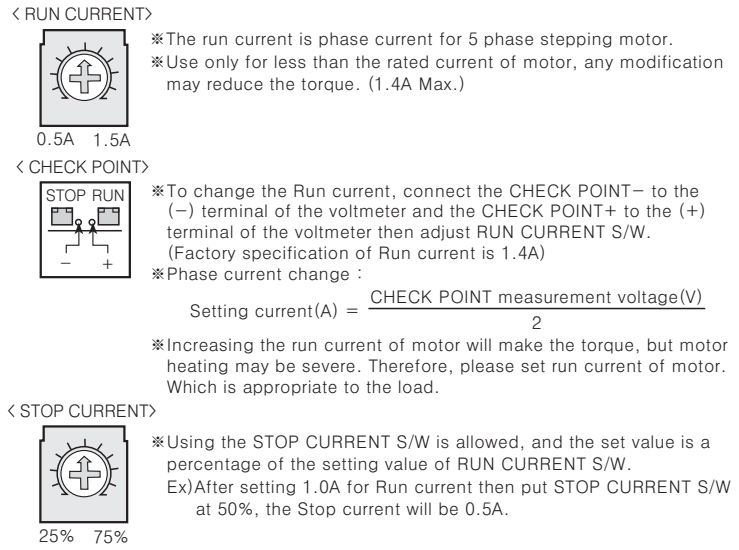 < RUN CURRENT>
※The run current is phase current for 5 phase stepping motor.
※Use only for less than the rated current of motor, any modification
may reduce the torque. (1.4A Max.)
0.5A 1.5A
< CHECK POINT>
STOP RUN
− +
※To change the Run current, connect the CHECK POINT− to the
(−) terminal of the voltmeter and the CHECK POINT+ to the (+)
terminal of the voltmeter then adjust RUN CURRENT S/W.
(Factory specification of Run current is 1.4A)
※Phase current change :
Setting current(A) = CHECK POINT measurement voltage(V)
2
※Increasing the run current of motor will make the torque, but motor
heating may be severe. Therefore, please set run current of motor.
Which is appropriate to the load.
< STOP CURRENT>
※Using the STOP CURRENT S/W is allowed, and the set value is a
percentage of the setting value of RUN CURRENT S/W.
Ex)After setting 1.0A for Run current then put STOP CURRENT S/W
at 50%, the Stop current will be 0.5A.
25% 75%